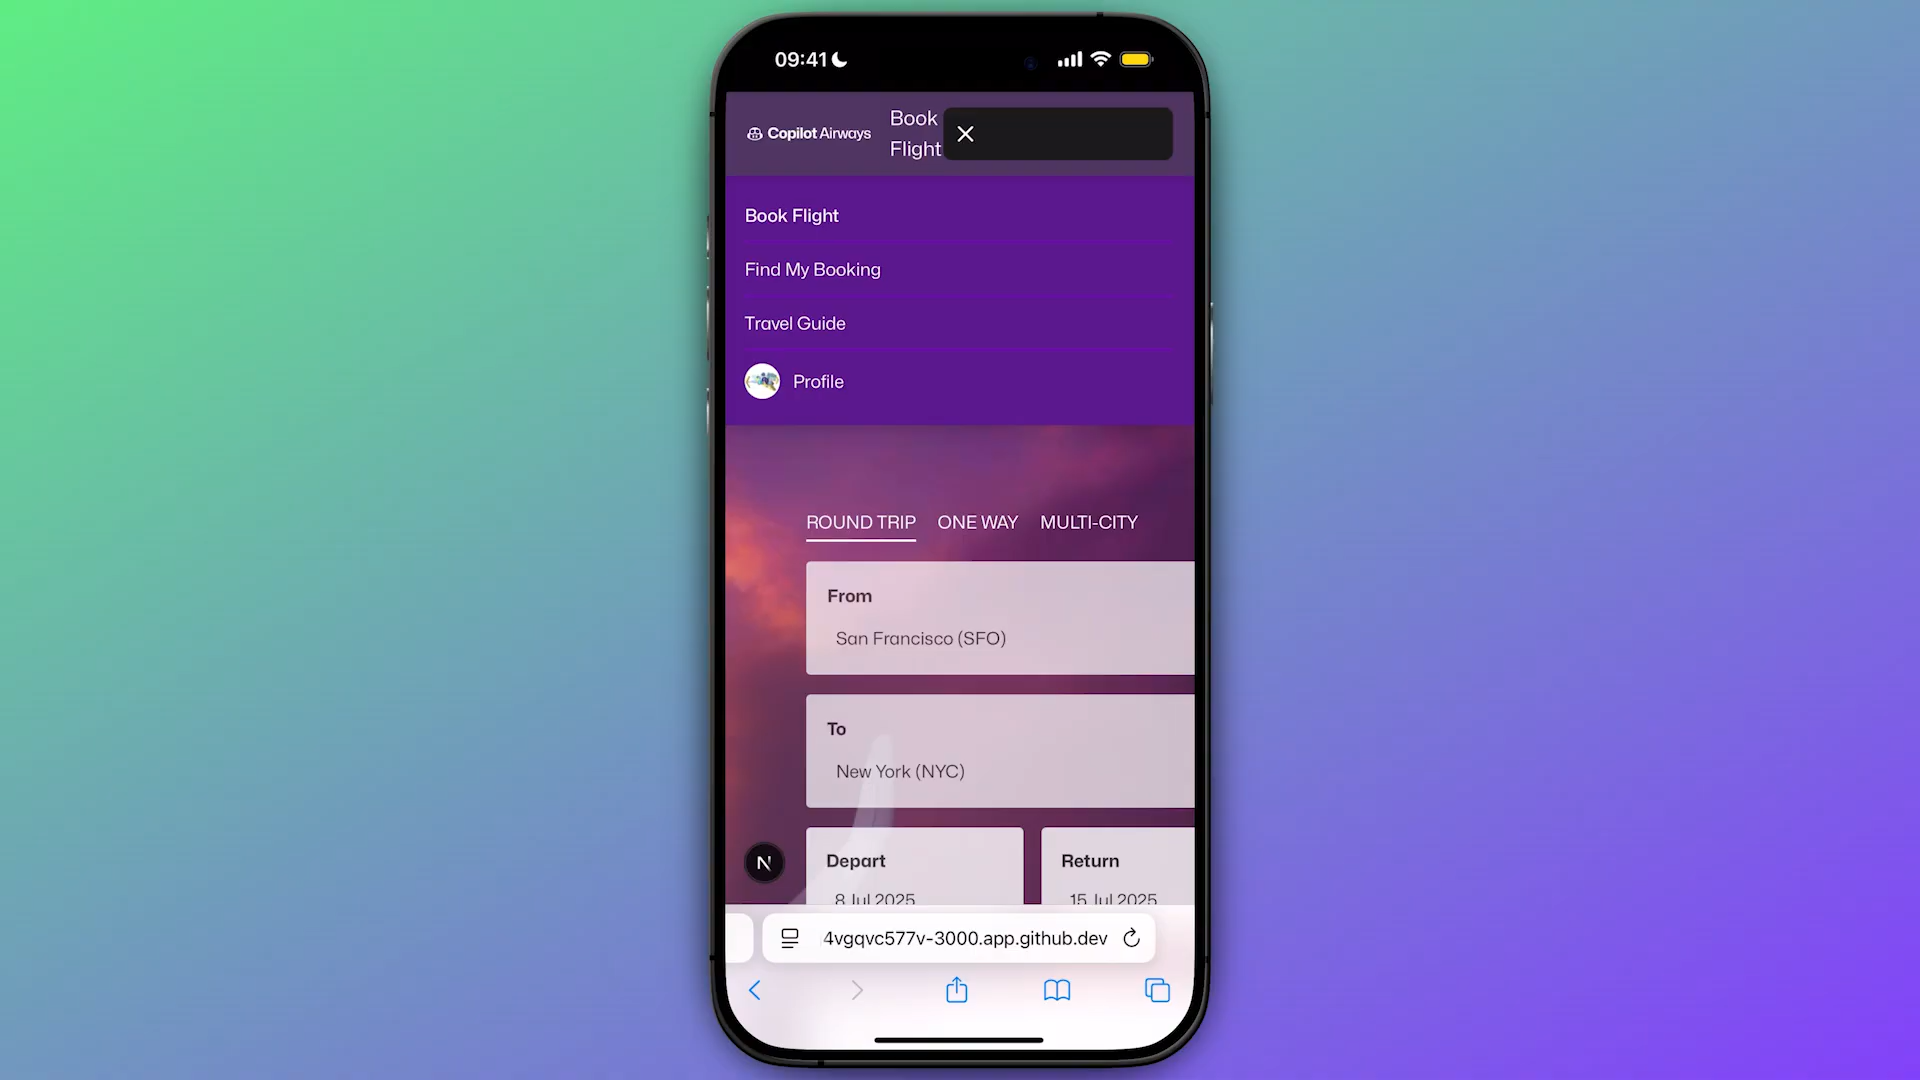 09:41
Copilot Airways
Book
Flight
Book Flight
Find My Booking
Travel Guide
Profile
ROUND TRIP ONE WAY MULTI-CITY
From
San Francisco (SFO)
To
New York (NYC)
Depart Return
8 Jul 2025 15 Jul 2025
N
4vgqvc577v-3000.app.github.dev